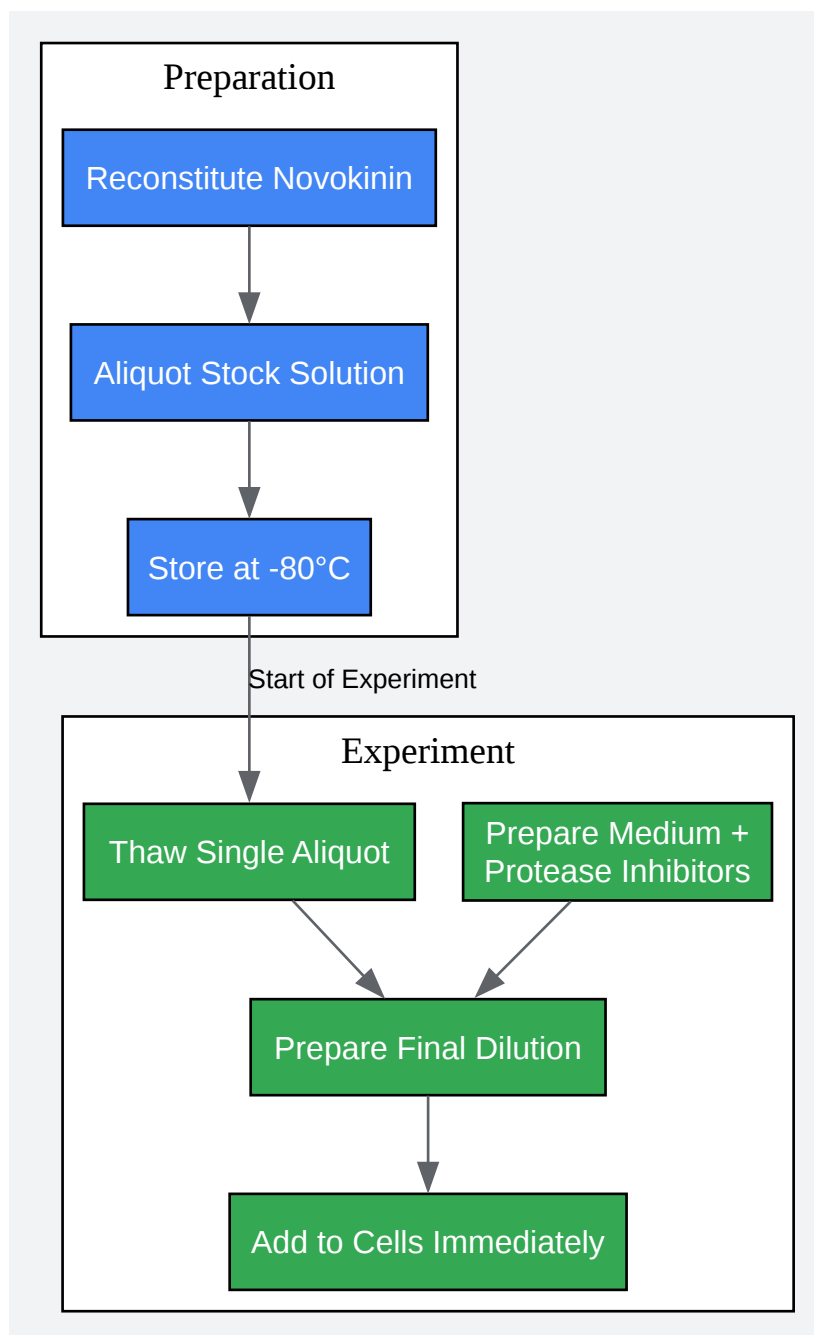 Preparation
Reconstitute Novokinin
Aliquot Stock Solution
Store at -80°C
Start of Experiment
Experiment
Thaw Single Aliquot
Prepare Medium +
Protease Inhibitors
Prepare Final Dilution
Add to Cells Immediately